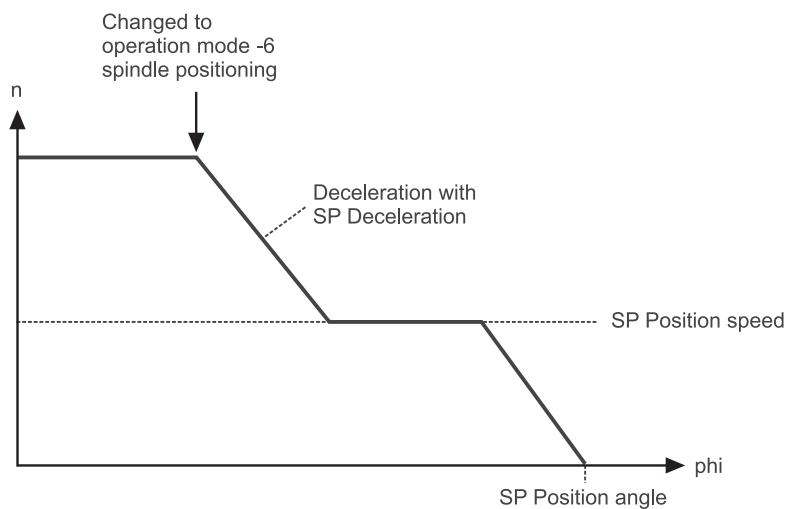 Changed to
operation mode -6
spindle positioning
n
Deceleration with
SP Deceleration
SP Position speed
phi
SP Position angle